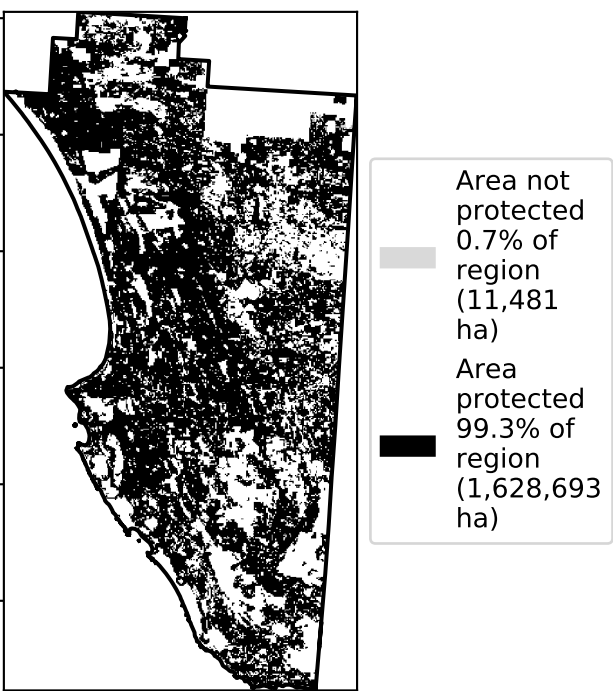 Area not
protected
0.7% of
region
(11,481
ha)
Area
protected
99.3% of
region
(1,628,693
ha)